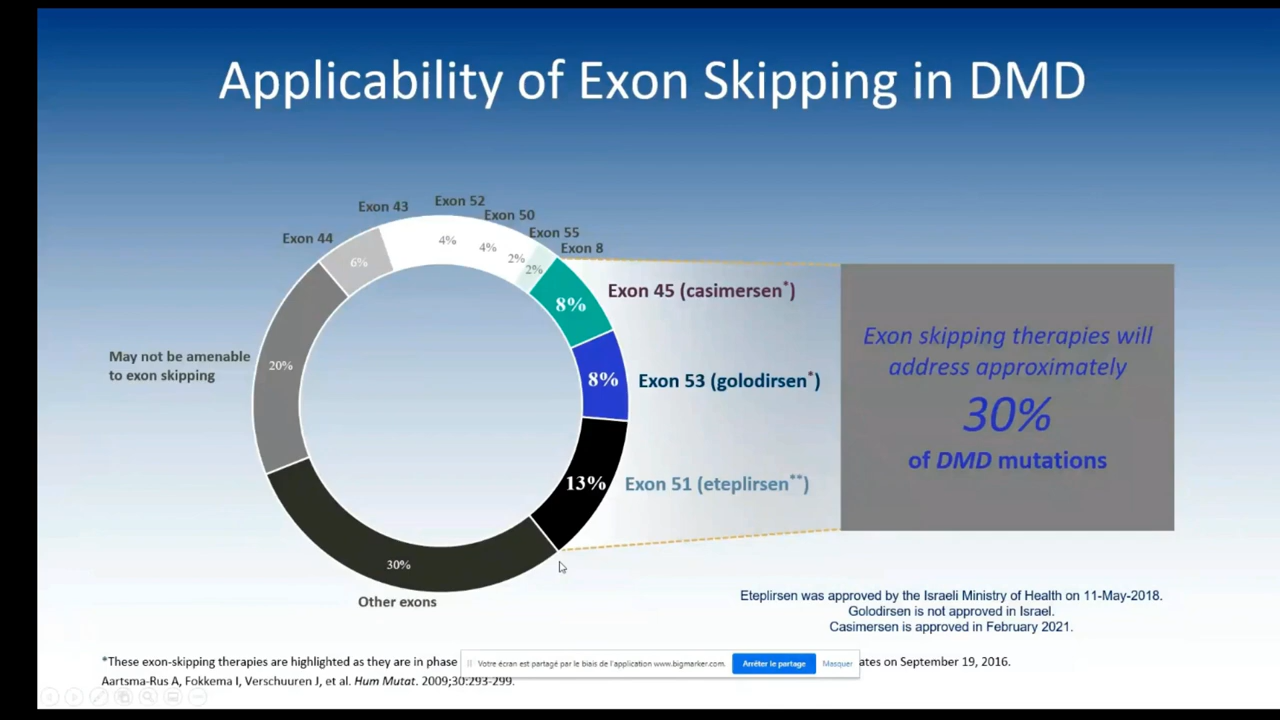 Applicability of Exon Skipping in DMD
Exon 52
Exon 43
Exon 50
Exon 55
Exon 44
Exon 8
4%
4%
6%
2%
2%
Exon 45 (casimersen*)
8%
Exon skipping therapies will
address approximately
30%
of DMD mutations
May not be amenable
to exon skipping
20%
8%
Exon 53 (golodirsen*)
13%
Exon 51 (eteplirsen**)
30%
Other exons
Eteplirsen was approved by the Israeli Ministry of Health on 11-May-2018.
Golodirsen is not approved in Israel.
Casimersen is approved in February 2021.
*These exon-skipping therapies are highlighted as they are in phase
ates on September 19, 2016.
Votre écran est partagé par le biais de l'application www.bigmarker.com.
Arrêter le partage
Masquer
Aartsma-Rus A, Fokkema I, Verschuuren J, et al. Hum Mutat. 2009;30:293-299.